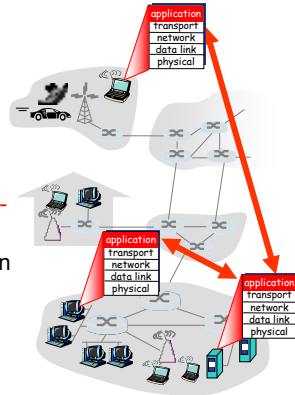 application
transport
network
data link
physical
-
n
application
transport
network
data link
physical
application
transport
network
data link
physical